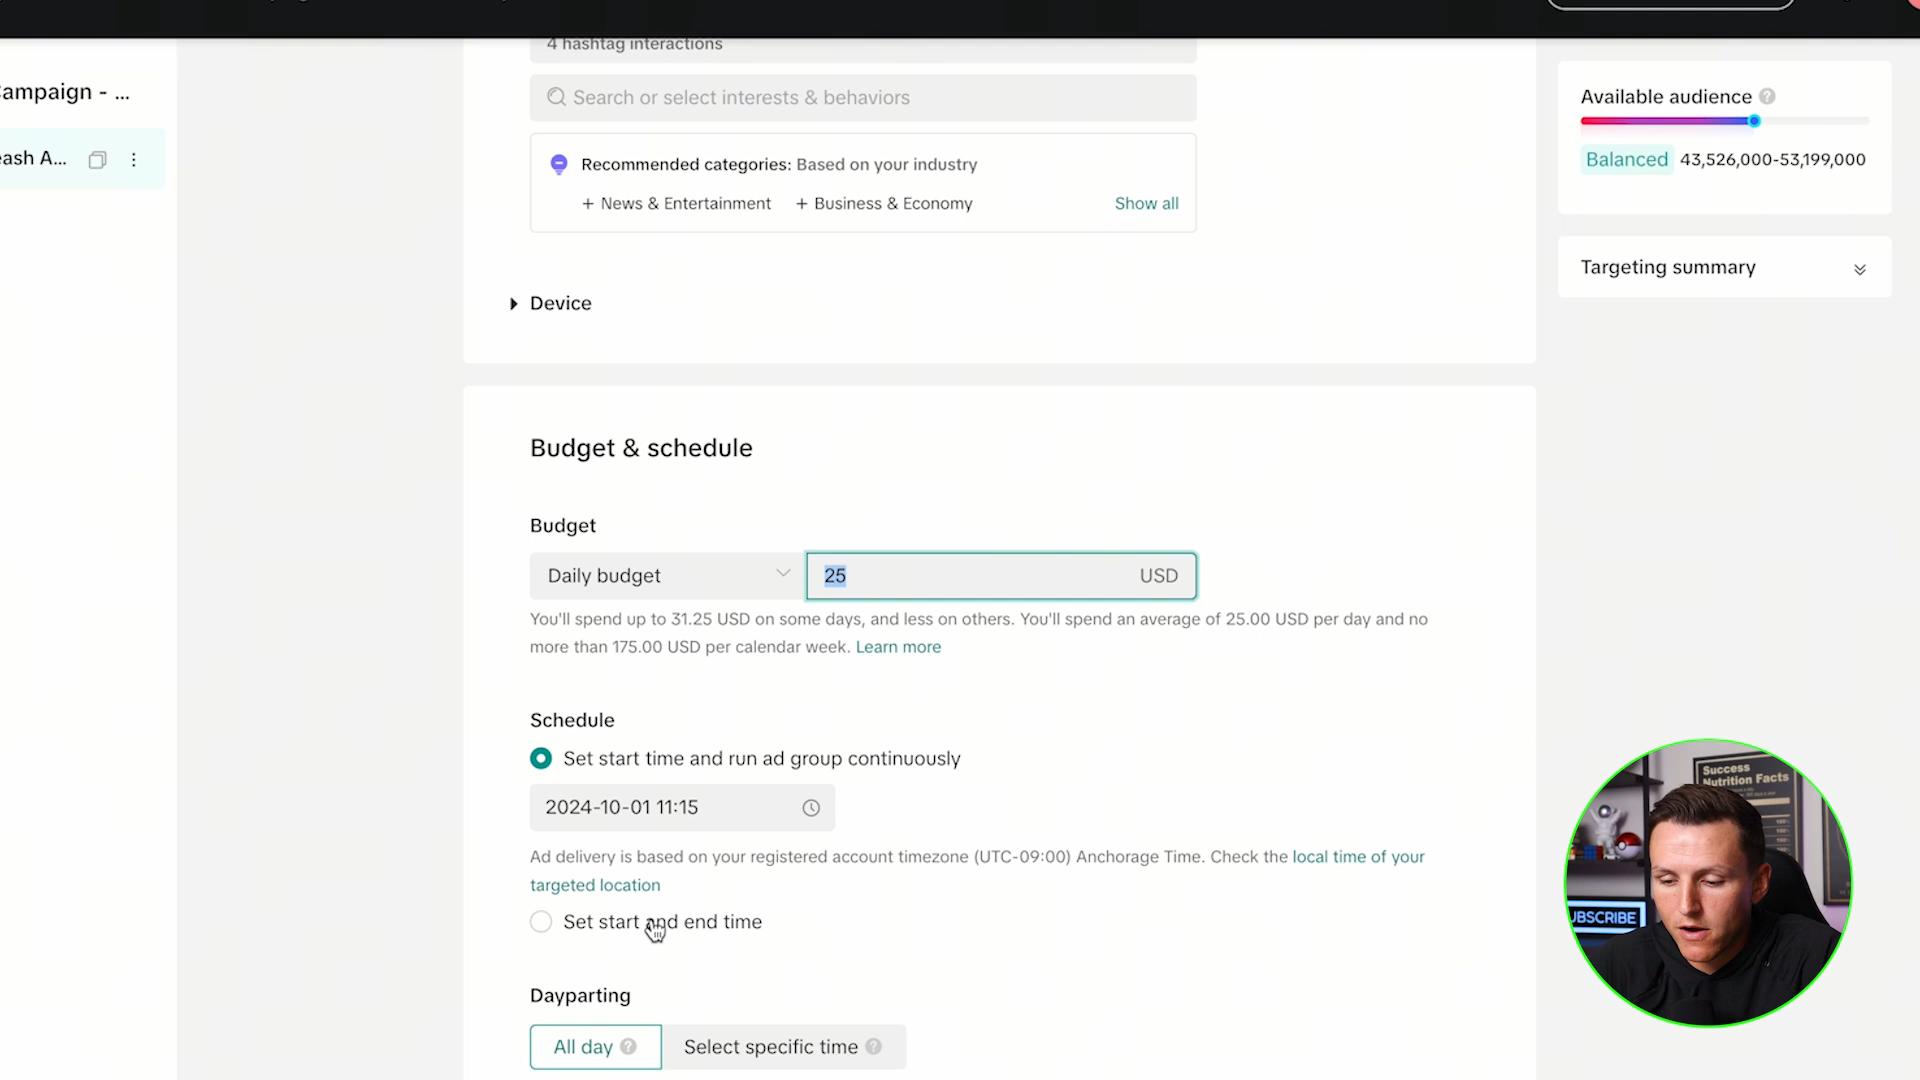 ampaign - ...
eash A...
4 hashtag interactions
Search or select interests & behaviors
Recommended categories: Based on your industry
+ News & Entertainment + Business & Economy Show all
Device
Available audience
Balanced 43,526,000-53,199,000
Targeting summary
Budget & schedule
Budget
Daily budget 25 USD
You'll spend up to 31.25 USD on some days, and less on others. You'll spend an average of 25.00 USD per day and no
more than 175.00 USD per calendar week. Learn more
Schedule
Set start time and run ad group continuously
2024-10-01 11:15
Ad delivery is based on your registered account timezone (UTC-09:00) Anchorage Time. Check the local time of your
targeted location
Set start and end time
Dayparting
All day Select specific time
Success
Nutrition Facts
UBSCRIBE